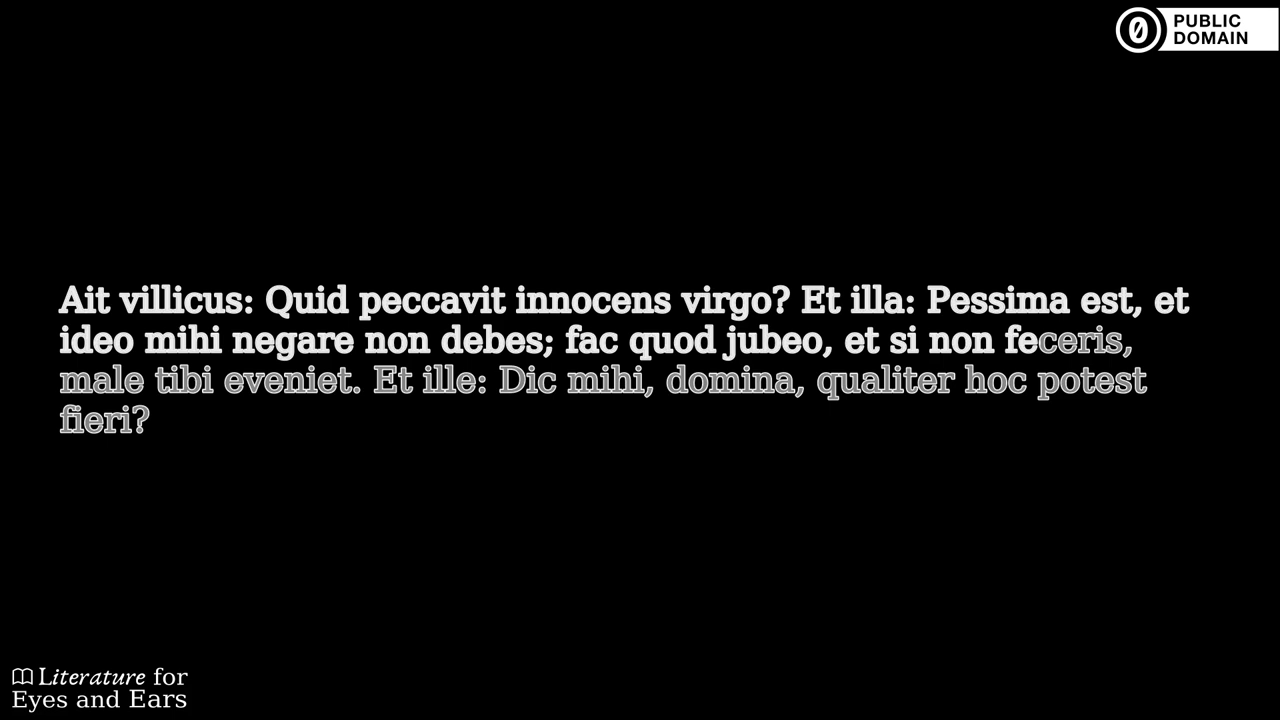 PUBLIC
DOMAIN
Ait villicus: Quid peccavit innocens virgo? Et illa: Pessima est, et
ideo mihi negare non debes; fac quod jubeo, et si non feceris,
male tibi eveniet. Et ille: Dic mihi, domina, qualiter hoc potest
fieri?
Literature for
Eyes and Ears